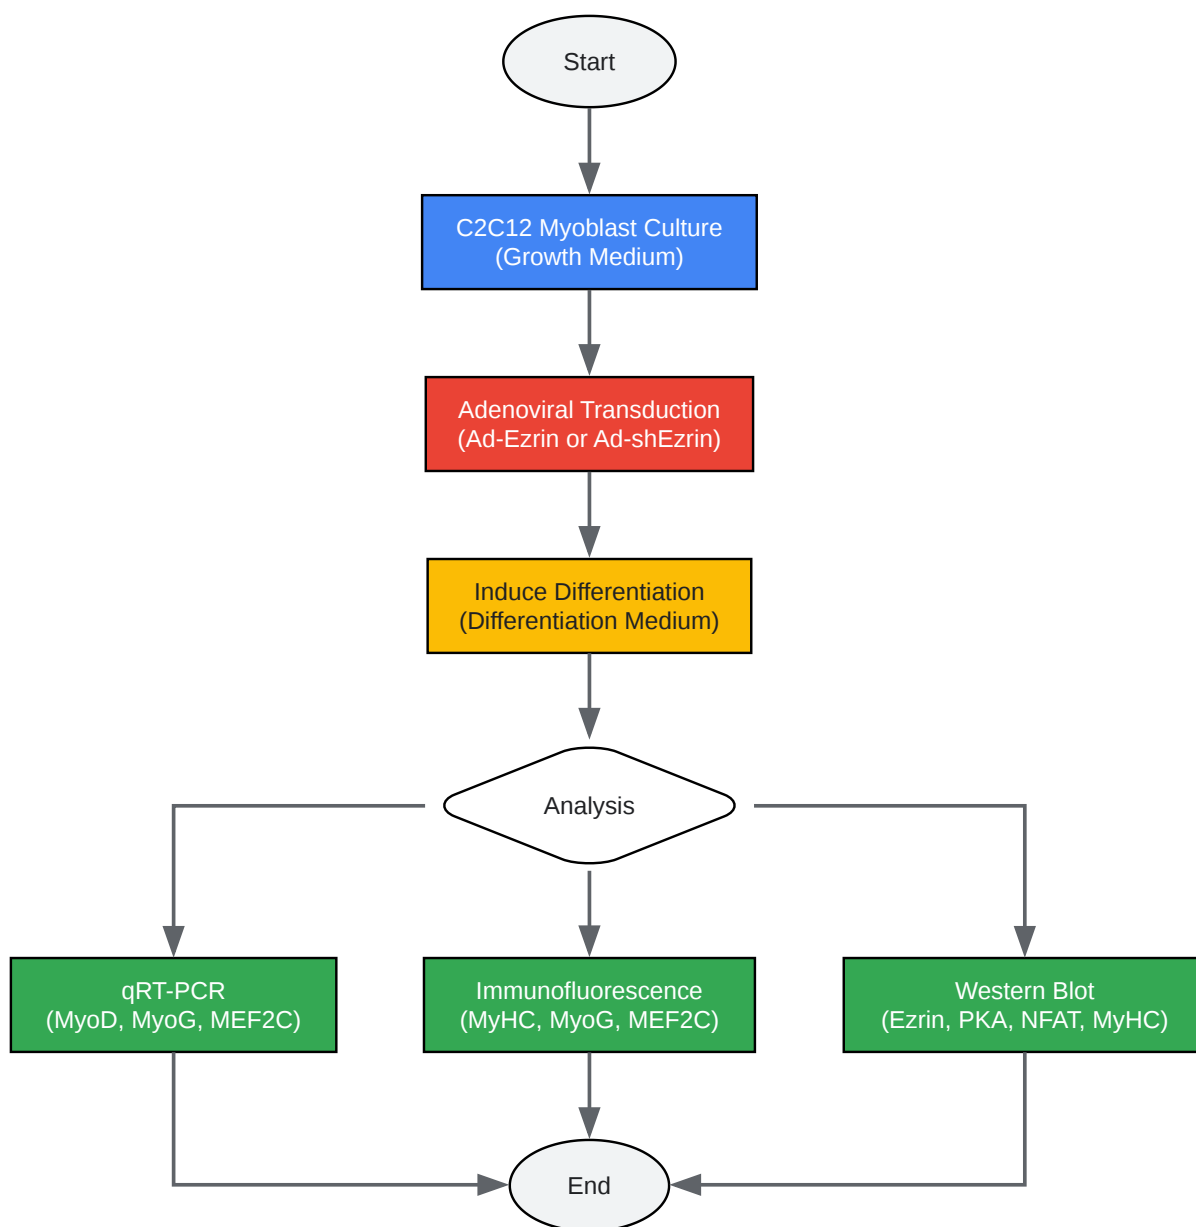 Start
C2C12 Myoblast Culture
(Growth Medium)
Adenoviral Transduction
(Ad-Ezrin or Ad-shEzrin)
Induce Differentiation
(Differentiation Medium)
Analysis
qRT-PCR
(MyoD, MyoG, MEF2C)
Immunofluorescence
(MyHC, MyoG, MEF2C)
Western Blot
(Ezrin, PKA, NFAT, MyHC)
End